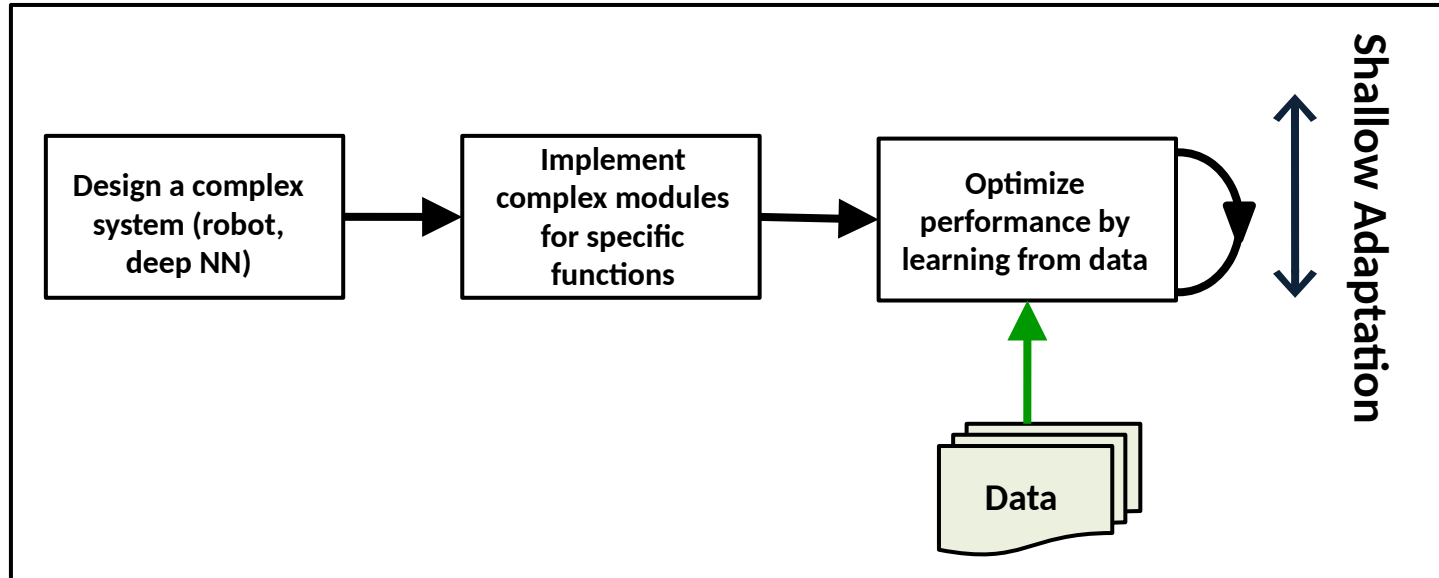 Design a complex
system (robot,
deep NN)
Implement
complex modules
for specific
functions
Optimize
performance by
learning from data
Data
Shallow Adaptation